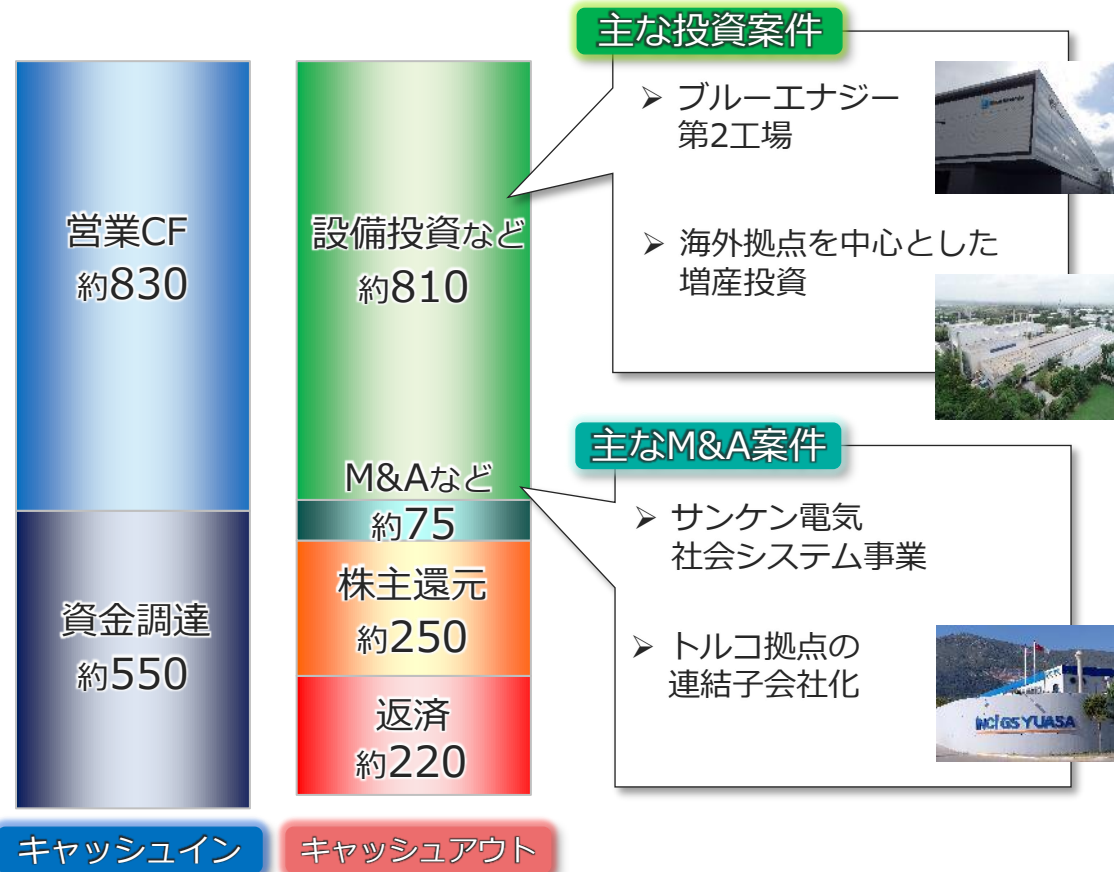 営業CF
約830
資金調達
約550
キャッシュイン
設備投資など
約810
M&Aなど
約75
株主還元
約250
返済
約220
キャッシュアウト
主な投資案件
➢ ブルーエナジー
第2工場
➢ 海外拠点を中心とした
増産投資
主なM&A案件
➢ サンケン電気
社会システム事業
➢ トルコ拠点の
連結子会社化
INCI GS YUASA